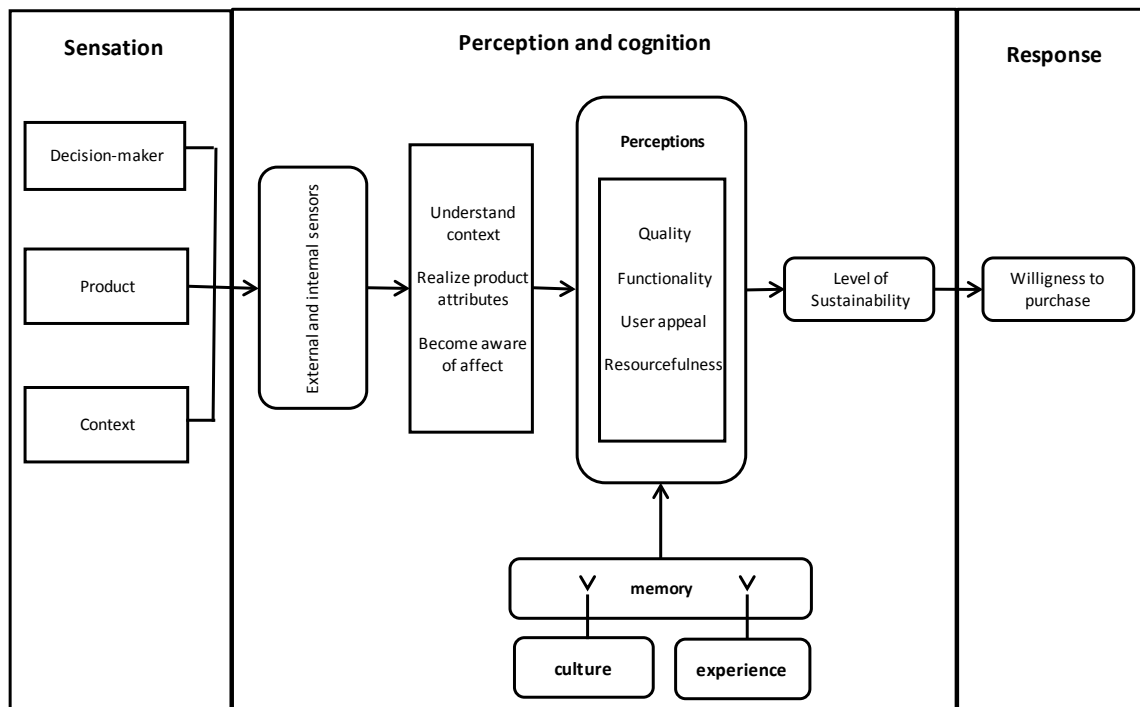 Sensation
Perception and cognition
Response
Decision-maker
Product
Context
External and internal sensors
Understand
context
Realize product
attributes
Become aware
of affect
Perceptions
Quality
Functionality
User appeal
Resourcefulness
Level of
Sustainability
Willigness to
purchase
memory
culture
experience